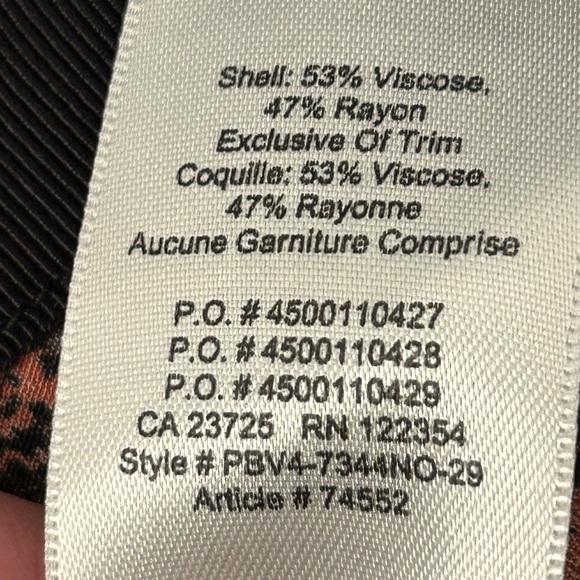 Shell: 53% Viscose,
47% Rayon
Exclusive Of Trim
Coquille: 53% Viscose,
47% Rayonne
Aucune Garniture Comprise
P.O. # 4500110427
P.O. # 4500110428
P.O. # 4500110429
CA 23725 RN 122354
Style # PBV4-7344NO-29
Article # 74552